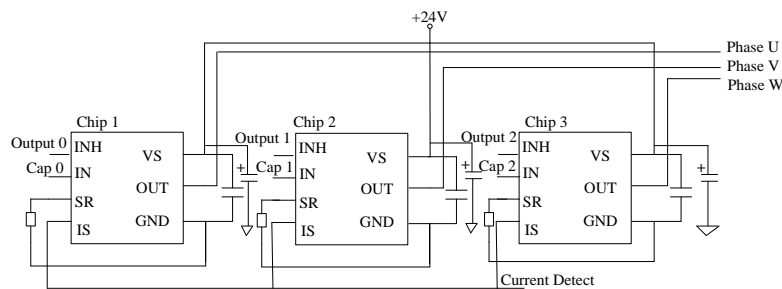 +24V
Phase U
Phase V
Phase W
Chip 1
Chip 2
Chip 3
Output 0
INH
VS
Cap 0
IN
OUT
SR
GND
IS
+
Output 1
INH
VS
Cap 1
IN
OUT
SR
GND
IS
+
Output 2
INH
VS
Cap 2
IN
OUT
SR
GND
IS
+
Current Detect